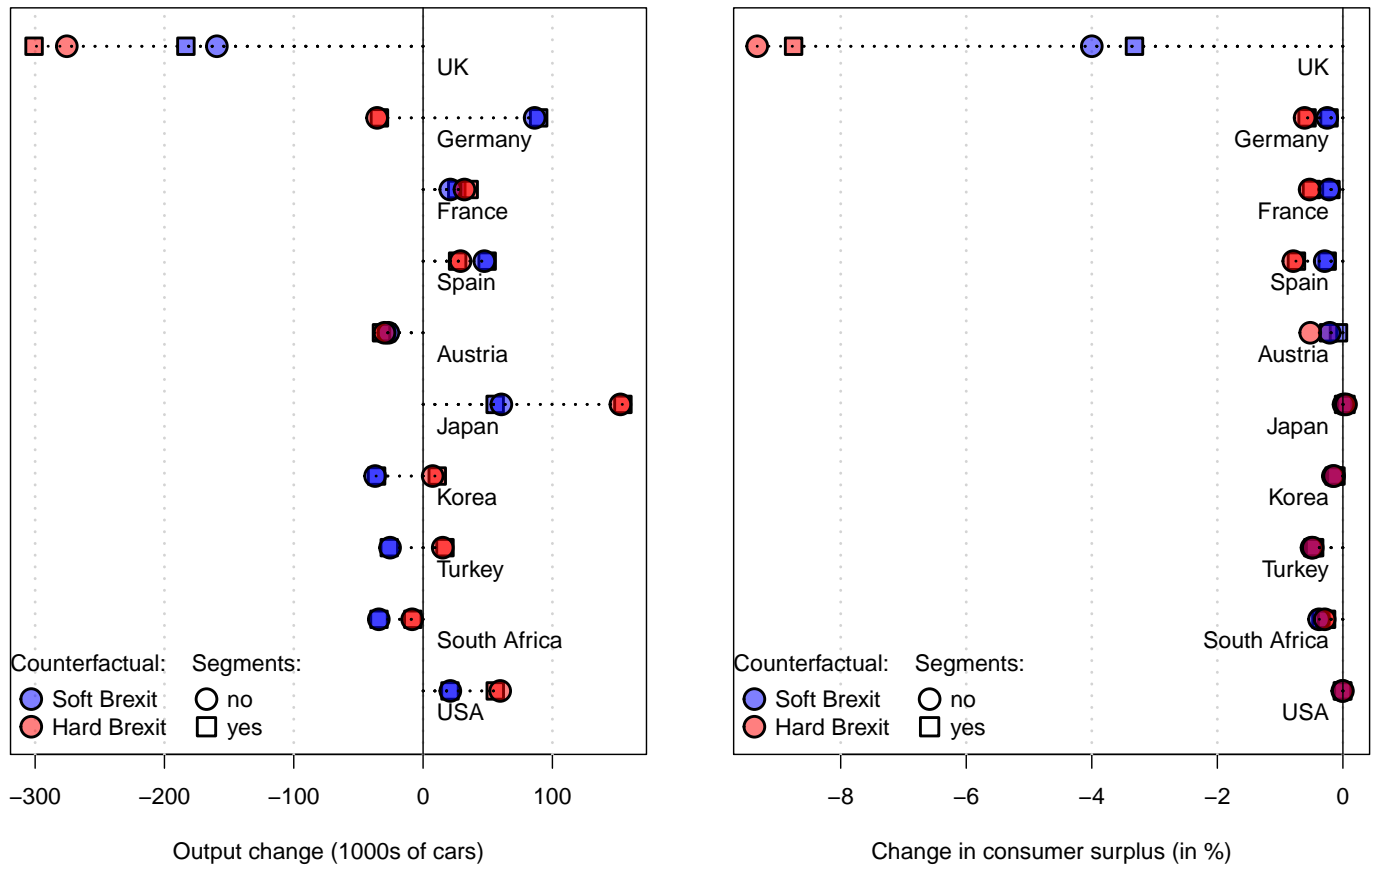 UK
Germany
France
Spain
Austria
Japan
Korea
Turkey
South Africa
USA
Counterfactual: Segments:
Soft Brexit no
Hard Brexit yes
−300 −200 −100 0 100
Output change (1000s of cars)
UK
Germany
France
Spain
Austria
Japan
Korea
Turkey
South Africa
USA
Counterfactual: Segments:
Soft Brexit no
Hard Brexit yes
−8 −6 −4 −2 0
Change in consumer surplus (in %)